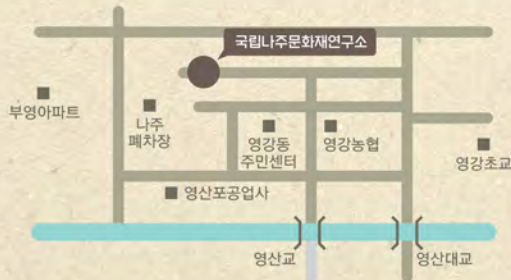 국립나주문화재연구소
부영아파트
나주
폐차장
영강동
주민센터
영강농협
영강초교
영산포공업사
영산교
영산대교